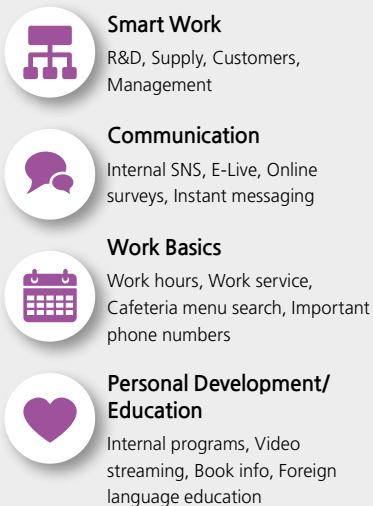 Smart Work
R&D, Supply, Customers,
Management
Communication
Internal SNS, E-Live, Online
surveys, Instant messaging
Work Basics
Work hours, Work service,
Cafeteria menu search, Important
phone numbers
Personal Development/
Education
Internal programs, Video
streaming, Book info, Foreign
language education